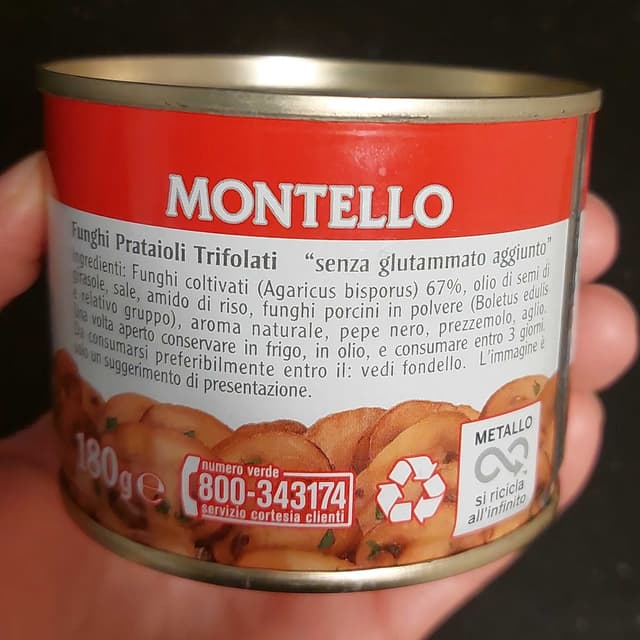 MONTELLO
Funghi Prataioli Trifolati "senza glutammato aggiunto"
Ingredienti: Funghi coltivati (Agaricus bisporus) 67%, olio di semi di
girasole, sale, amido di riso, funghi porcini in polvere (Boletus edulis
e relativo gruppo), aroma naturale, pepe nero, prezzemolo, aglio.
Una volta aperto conservare in frigo, in olio, e consumare entro 3 giorni.
Da consumarsi preferibilmente entro il: vedi fondello. L'immagine è
solo un suggerimento di presentazione.
180g e
numero verde
800-343174
servizio cortesia clienti
METALLO
si ricicla
all'infinito